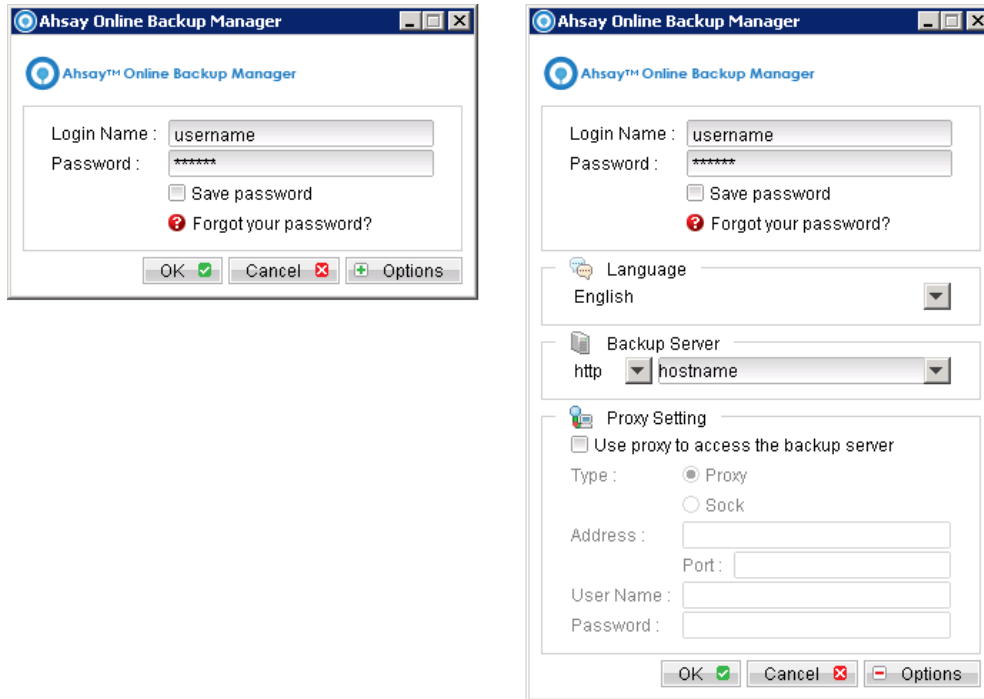 Ahsay Online Backup Manager
Ahsay™ Online Backup Manager
Login Name : username
Password : ******
Save password
Forgot your password?
OK Cancel Options
Ahsay Online Backup Manager
Ahsay™ Online Backup Manager
Login Name : username
Password : ******
Save password
Forgot your password?
Language
English
Backup Server
http hostname
Proxy Setting
Use proxy to access the backup server
Type : Proxy
Sock
Address :
Port :
User Name :
Password :
OK Cancel Options